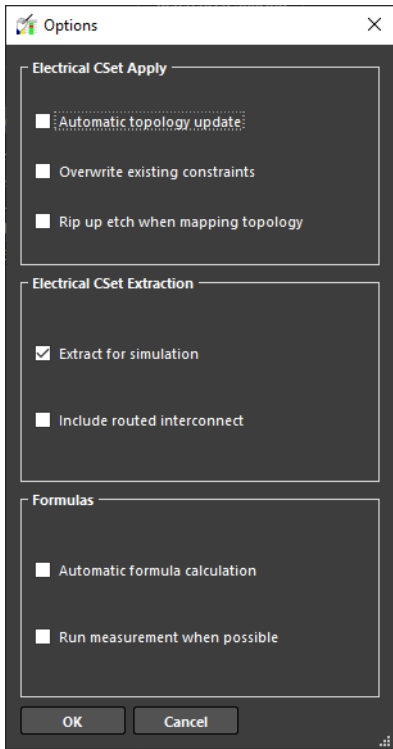 Options
Electrical CSet Apply
Automatic topology update
Overwrite existing constraints
Rip up etch when mapping topology
Electrical CSet Extraction
Extract for simulation
Include routed interconnect
Formulas
Automatic formula calculation
Run measurement when possible
OK
Cancel